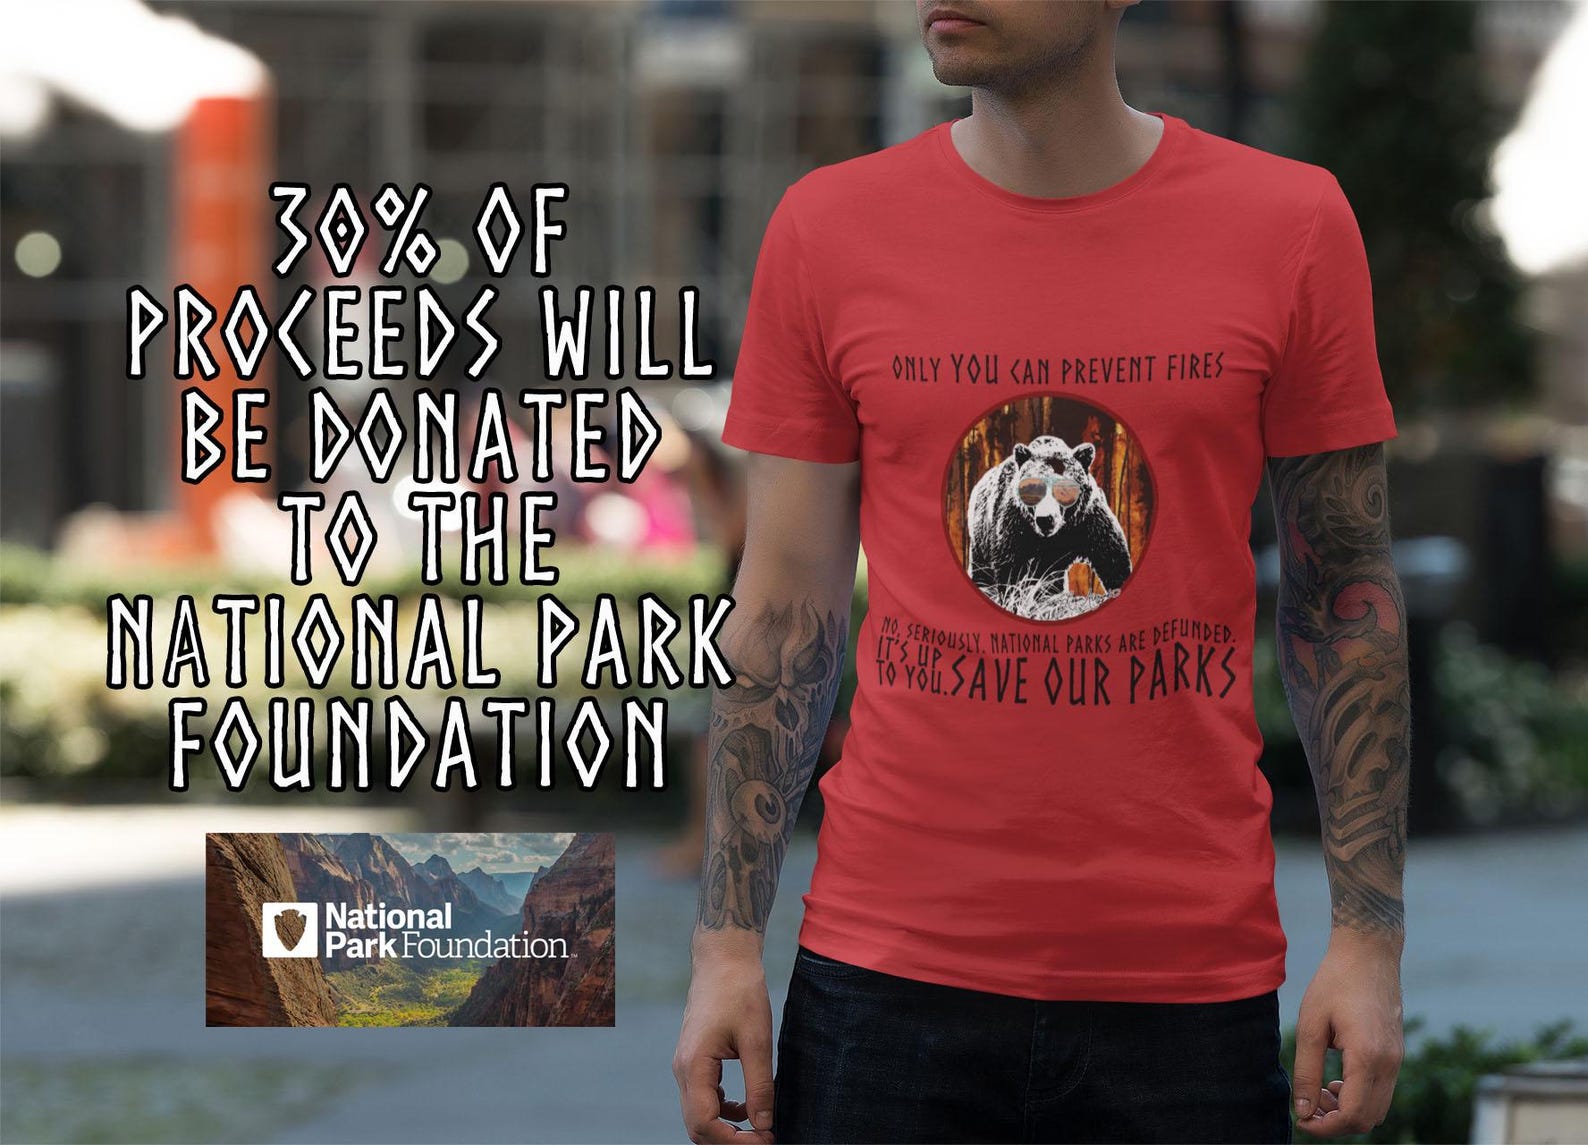 30% OF
PROCEEDS WILL
BE DONATED
TO THE
NATIONAL PARK
FOUNDATION
National
Park Foundation
ONLY YOU CAN PREVENT FIRES
NO, SERIOUSLY. NATIONAL PARKS ARE DEFUNDED.
IT'S UP
TO YOU. SAVE OUR PARKS